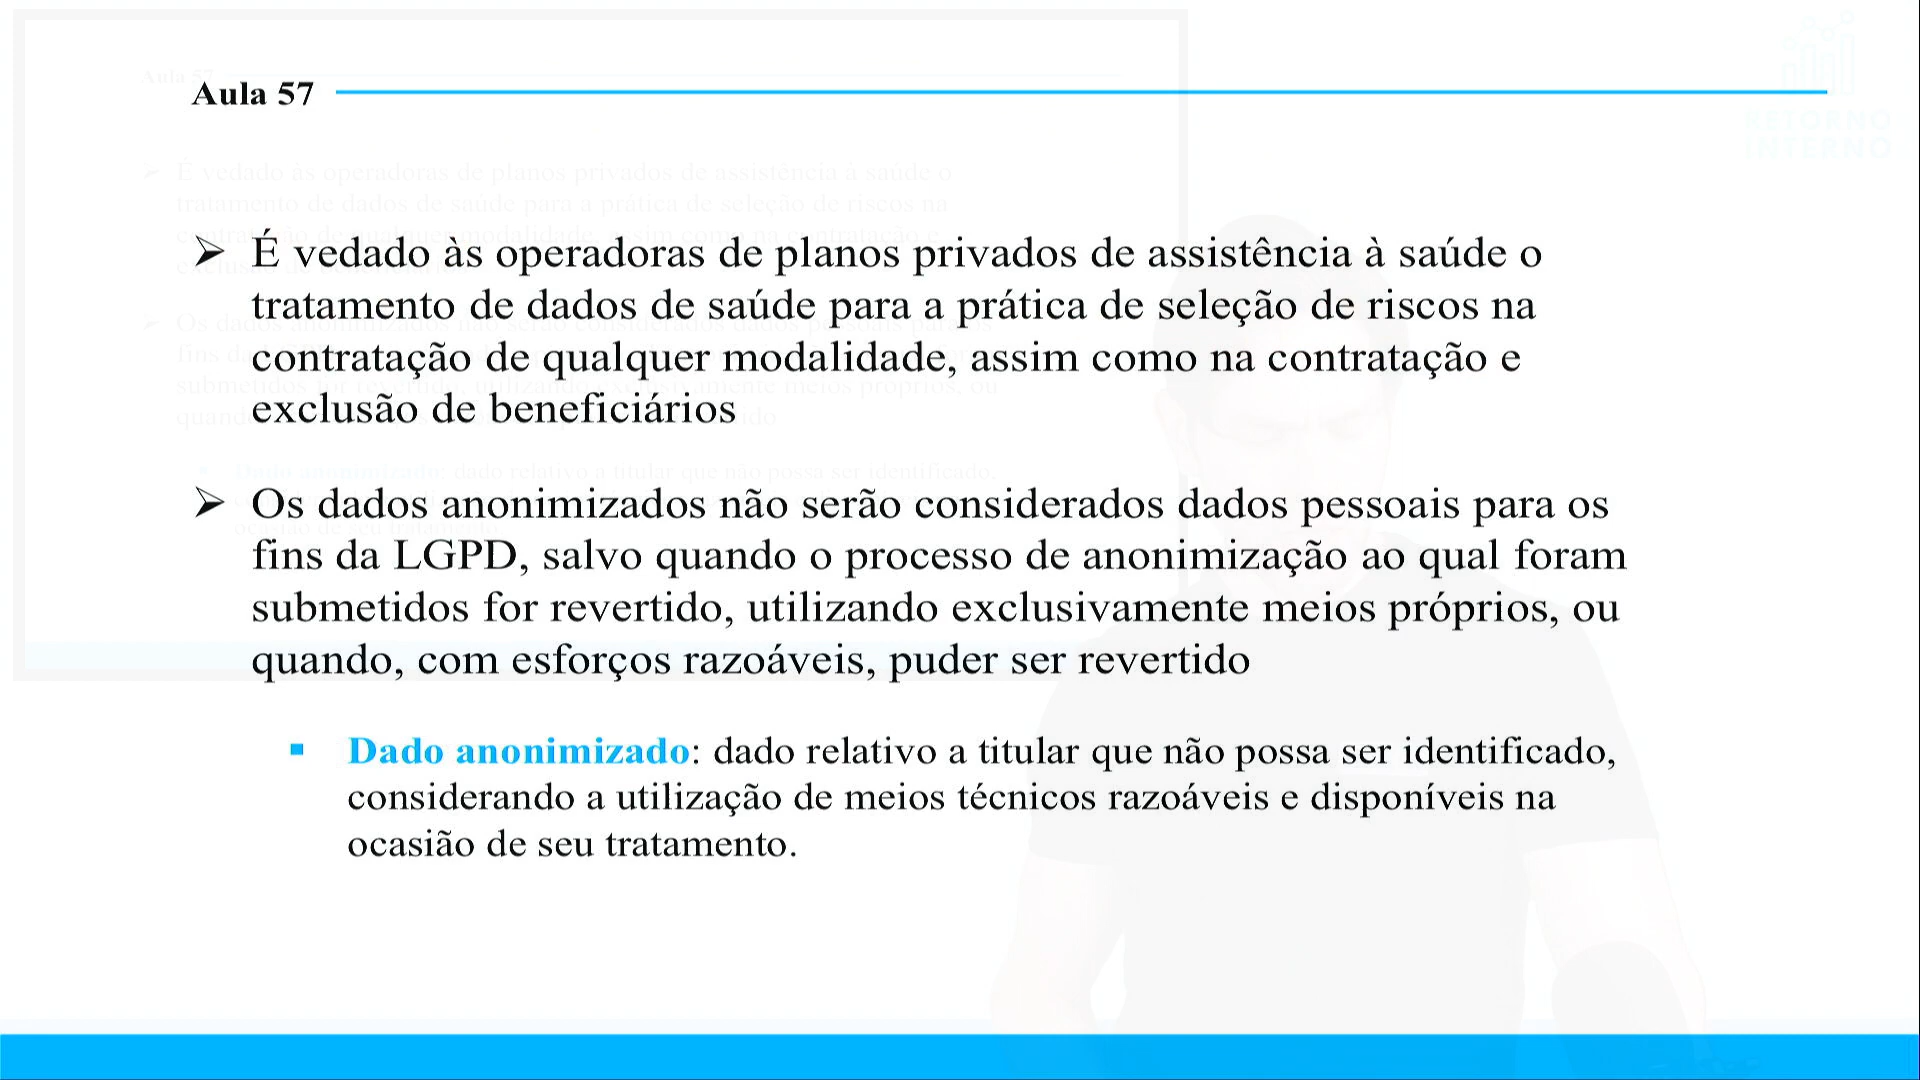 Aula 57
RETORNO
INTERNO
➢ É vedado às operadoras de planos privados de assistência à saúde o
tratamento de dados de saúde para a prática de seleção de riscos na
contratação de qualquer modalidade, assim como na contratação e
exclusão de beneficiários
➢ Os dados anonimizados não serão considerados dados pessoais para os
fins da LGPD, salvo quando o processo de anonimização ao qual foram
submetidos for revertido, utilizando exclusivamente meios próprios, ou
quando, com esforços razoáveis, puder ser revertido
▪ Dado anonimizado: dado relativo a titular que não possa ser identificado,
considerando a utilização de meios técnicos razoáveis e disponíveis na
ocasião de seu tratamento.